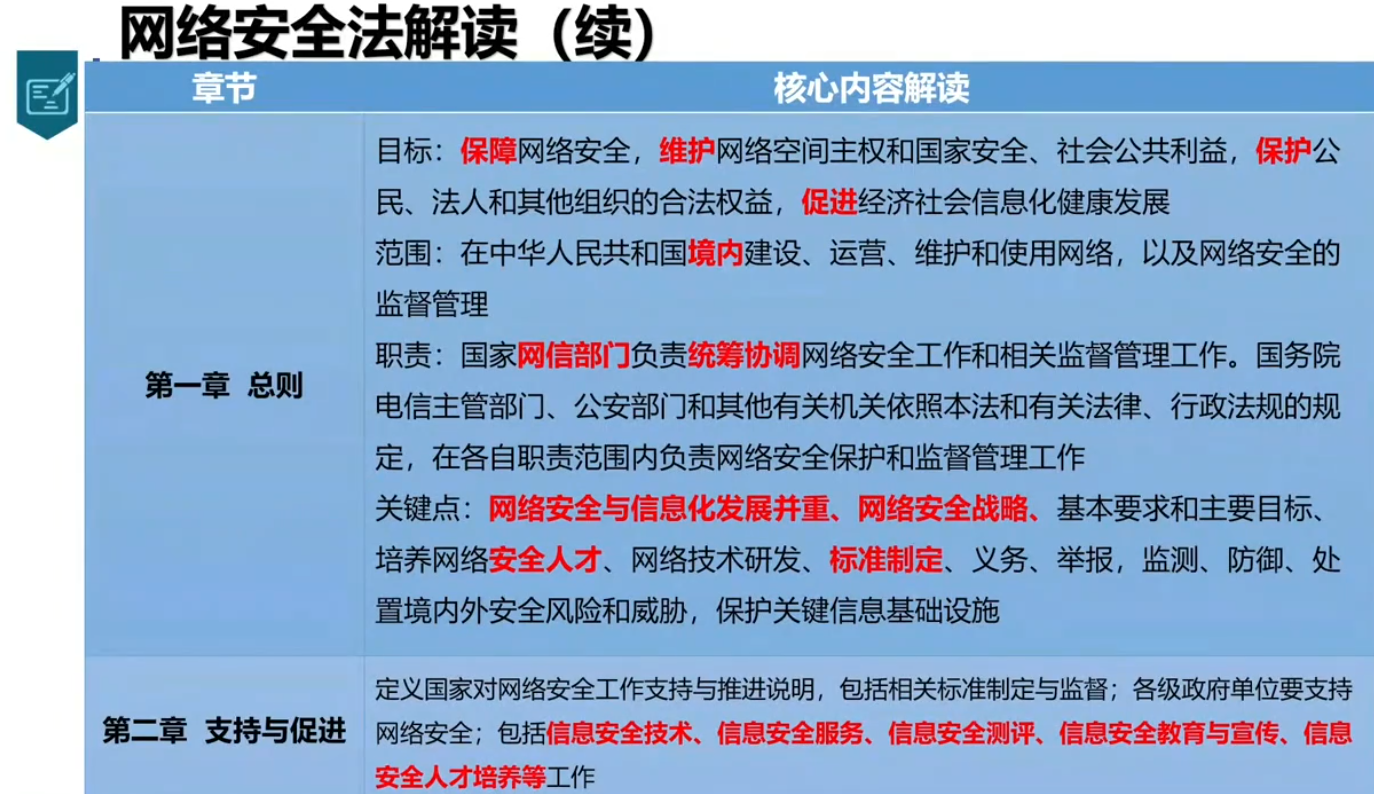 网络安全法解读（续）
章节
核心内容解读
第一章 总则
目标：保障网络安全，维护网络空间主权和国家安全、社会公共利益，保护公
民、法人和其他组织的合法权益，促进经济社会信息化健康发展
范围：在中华人民共和国境内建设、运营、维护和使用网络，以及网络安全的
监督管理
职责：国家网信部门负责统筹协调网络安全工作和相关监督管理工作。国务院
电信主管部门、公安部门和其他有关机关依照本法和有关法律、行政法规的规
定，在各自职责范围内负责网络安全保护和监督管理工作
关键点：网络安全与信息化发展并重、网络安全战略、基本要求和主要目标、
培养网络安全人才、网络技术研发、标准制定、义务、举报，监测、防御、处
置境内外安全风险和威胁，保护关键信息基础设施
第二章 支持与促进
定义国家对网络安全工作支持与推进说明，包括相关标准制定与监督；各级政府单位要支持
网络安全；包括信息安全技术、信息安全服务、信息安全测评、信息安全教育与宣传、信息
安全人才培养等工作